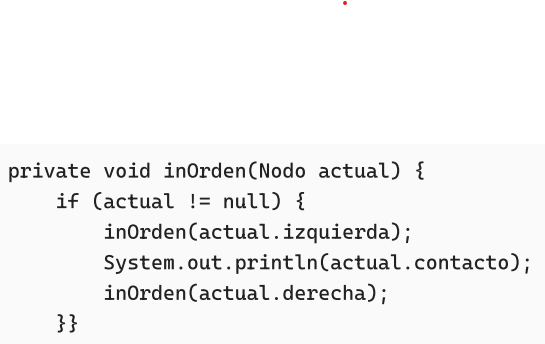 private void inOrden(Nodo actual) {
    if (actual != null) {
        inOrden(actual.izquierda);
        System.out.println(actual.contacto);
        inOrden(actual.derecha);
    }}